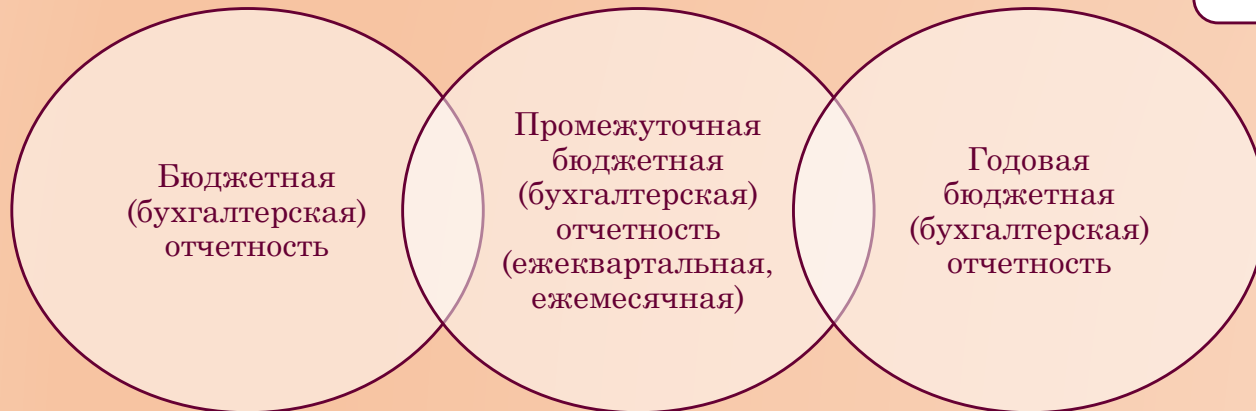 Бюджетная
(бухгалтерская)
отчетность
Промежуточная
бюджетная
(бухгалтерская)
отчетность
(ежеквартальная,
ежемесячная)
Годовая
бюджетная
(бухгалтерская)
отчетность